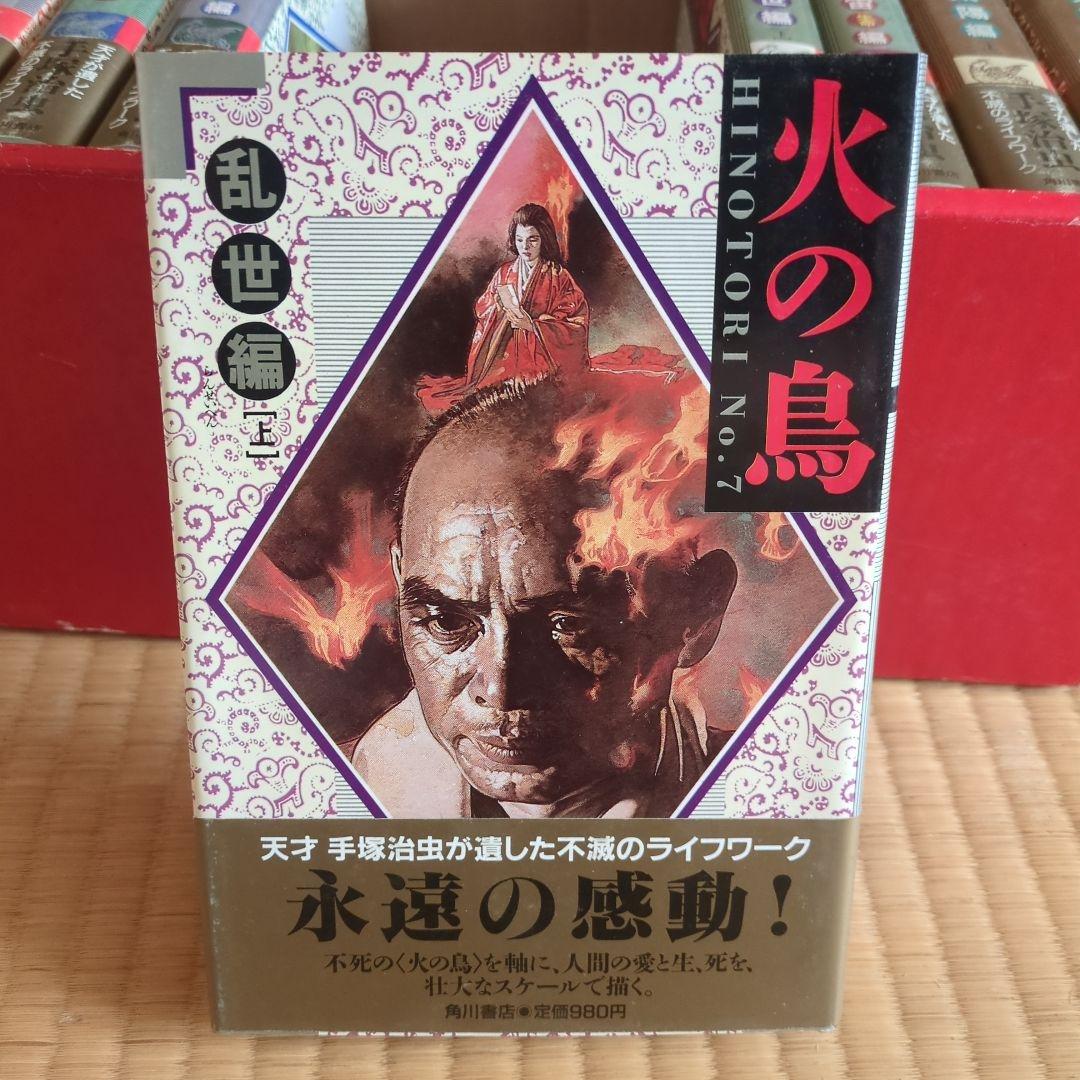 火の鳥
HINOTORI No.7
乱世編
[上]
天才 手塚治虫が遺した不滅のライフワーク
永遠の感動!
不死の〈火の鳥〉を軸に、人間の愛と生、死を、
壮大なスケールで描く。
角川書店●定価980円